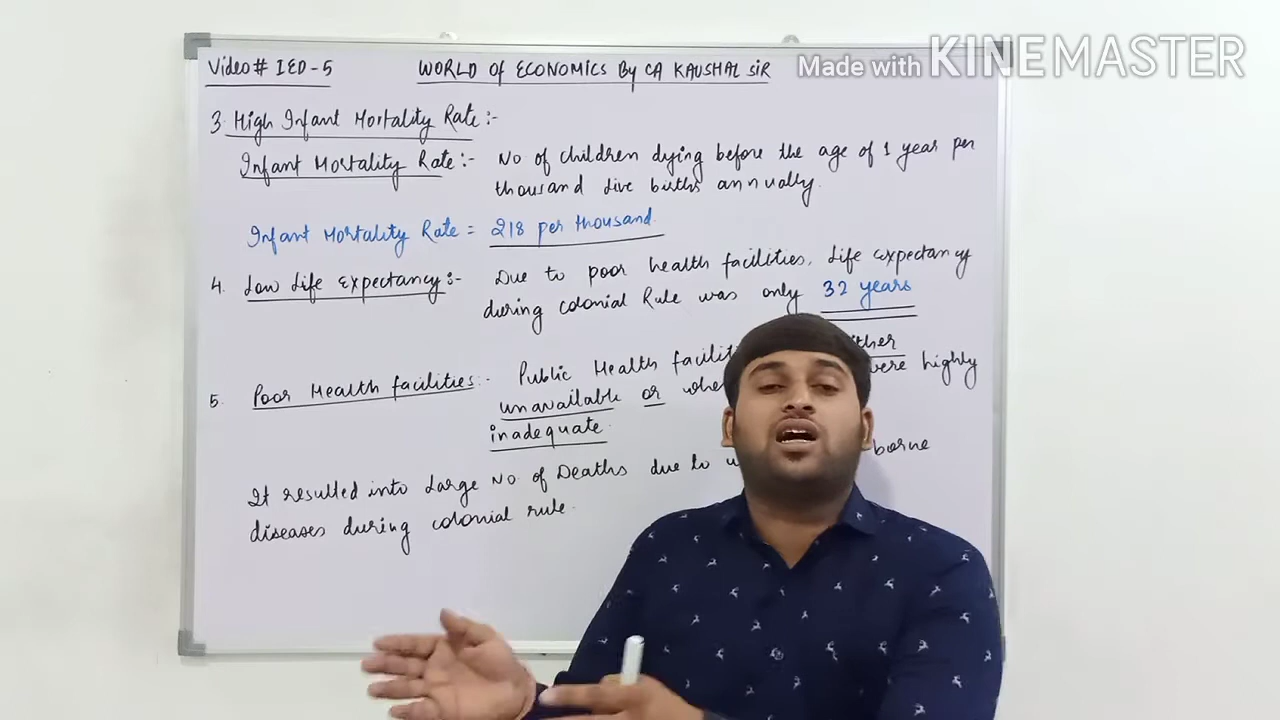 Made with KINEMASTER
Video# IED-5 WORLD Of ECONOMICS By CA KAUSHAL SIR
3. High Infant Mortality Rate:-
Infant Mortality Rate:- No of children dying before the age of 1 year per
thousand live births annually.
Infant Mortality Rate = 218 per thousand.
4. Low Life Expectancy:- Due to poor health facilities, Life expectancy
during colonial Rule was only 32 years
5. Poor Health facilities:- Public Health
unavailable or highly
inadequate.
It resulted into Large No. of Deaths due to borne
diseases during colonial rule.